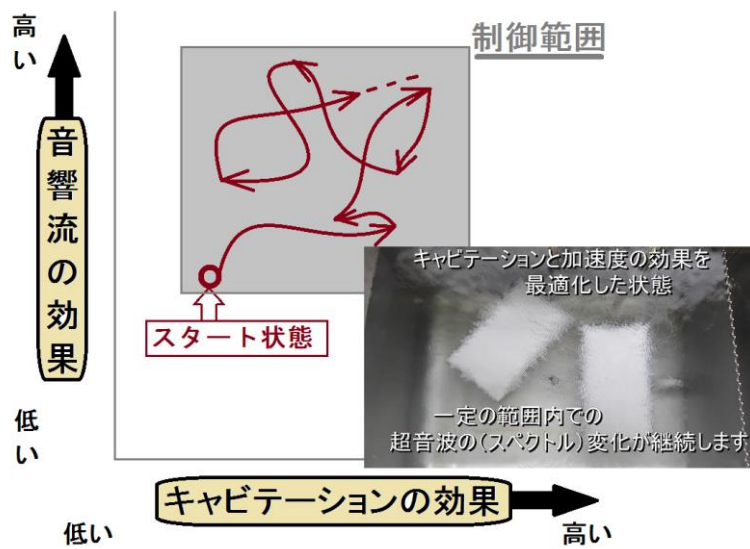 高い
制御範囲
音響流の効果
スタート状態
キャビテーションと加速度の効果を
最適化した状態
一定の範囲内での
超音波の(スペクトル)変化が継続します
低い
キャビテーションの効果
低い
高い